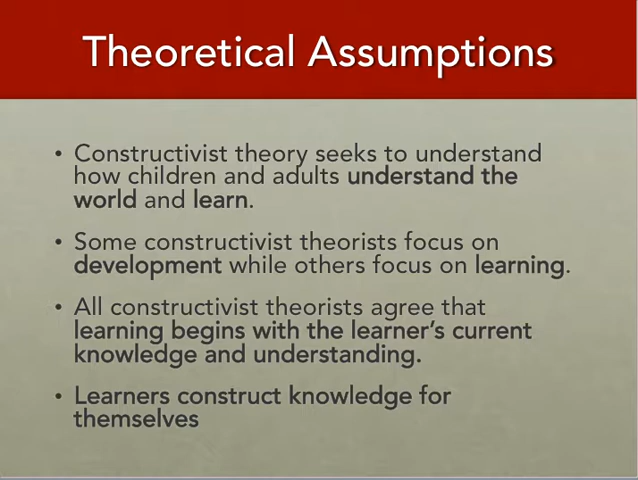 Theoretical Assumptions
• Constructivist theory seeks to understand
how children and adults understand the
world and learn.
• Some constructivist theorists focus on
development while others focus on learning.
• All constructivist theorists agree that
learning begins with the learner's current
knowledge and understanding.
• Learners construct knowledge for
themselves